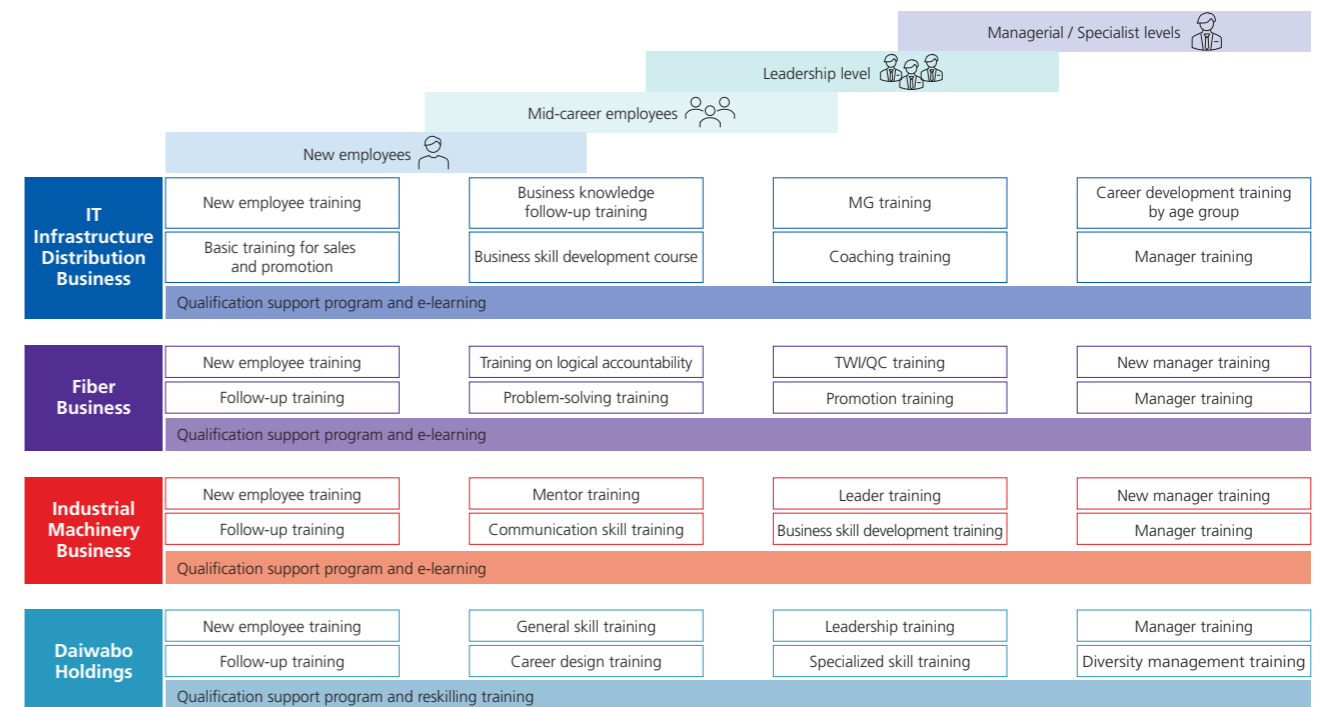 Managerial / Specialist levels
Leadership level
Mid-career employees
New employees
IT
Infrastructure
Distribution
Business
New employee training
Business knowledge
follow-up training
MG training
Career development training
by age group
Basic training for sales
and promotion
Business skill development course
Coaching training
Manager training
Qualification support program and e-learning
Fiber
Business
New employee training
Training on logical accountability
TWI/QC training
New manager training
Follow-up training
Problem-solving training
Promotion training
Manager training
Qualification support program and e-learning
Industrial
Machinery
Business
New employee training
Mentor training
Leader training
New manager training
Follow-up training
Communication skill training
Business skill development training
Manager training
Qualification support program and e-learning
Daiwabo
Holdings
New employee training
General skill training
Leadership training
Manager training
Follow-up training
Career design training
Specialized skill training
Diversity management training
Qualification support program and reskilling training